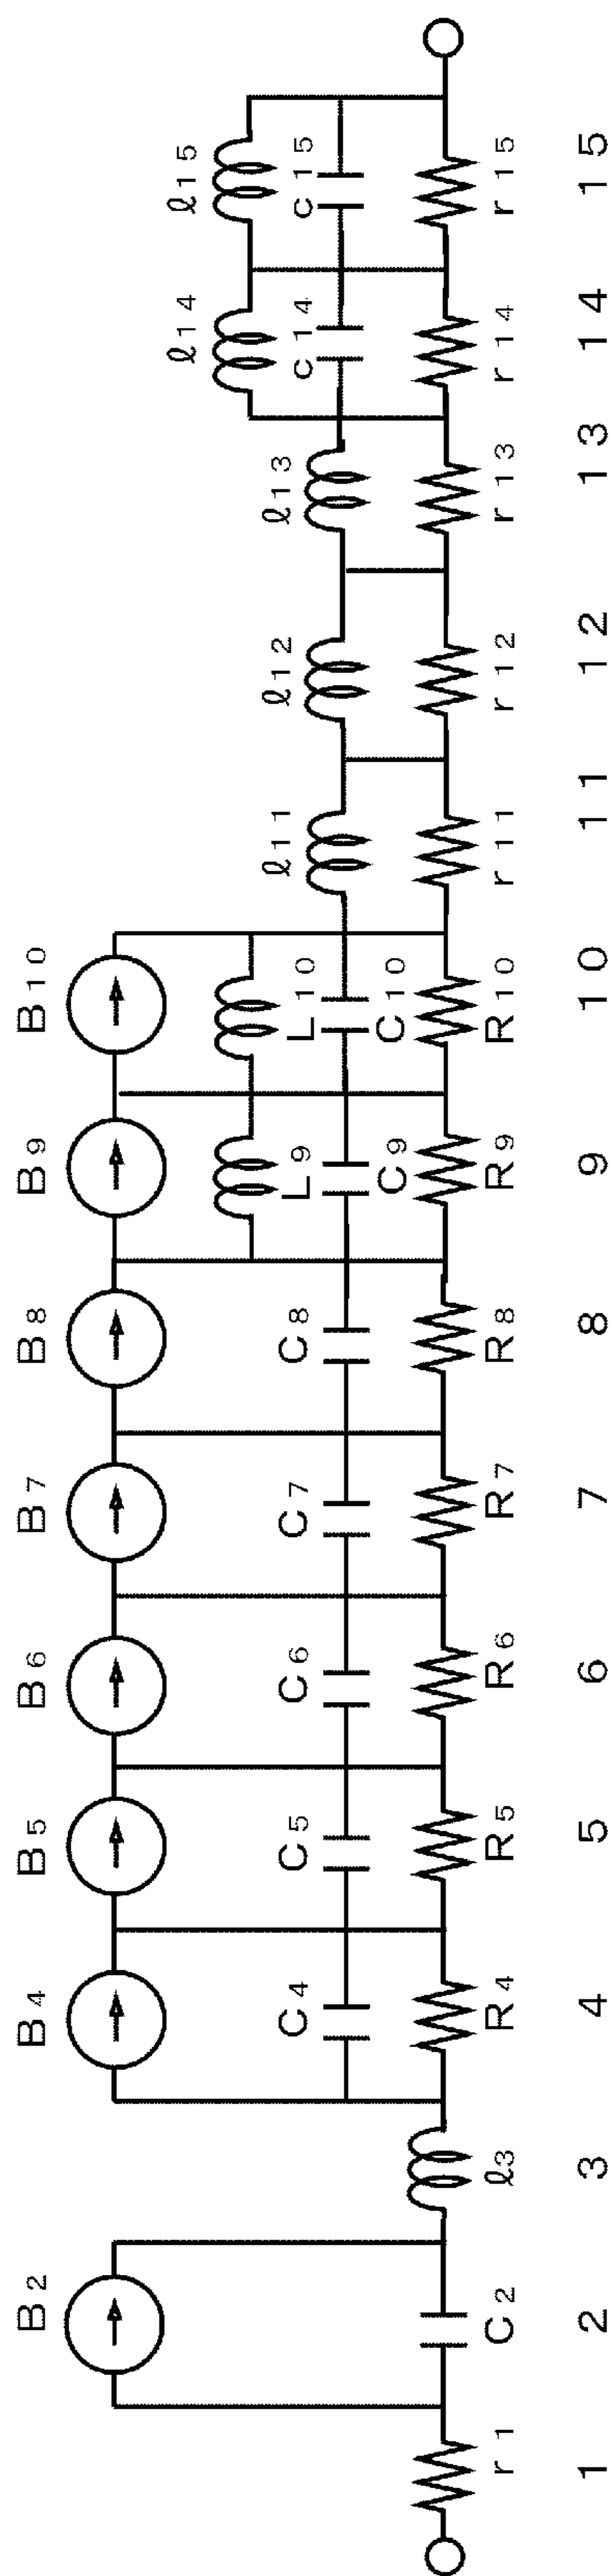 B2 B4 B5 B6 B7 B8 B9 B10
ℓ14 ℓ15
ℓ11 ℓ12 ℓ13
L9 L10
C4 C5 C6 C7 C8 C9 C10 c14 c15
r1 C2 ℓ3 R4 R5 R6 R7 R8 R9 R10 r11 r12 r13 r14 r15
1 2 3 4 5 6 7 8 9 10 11 12 13 14 15